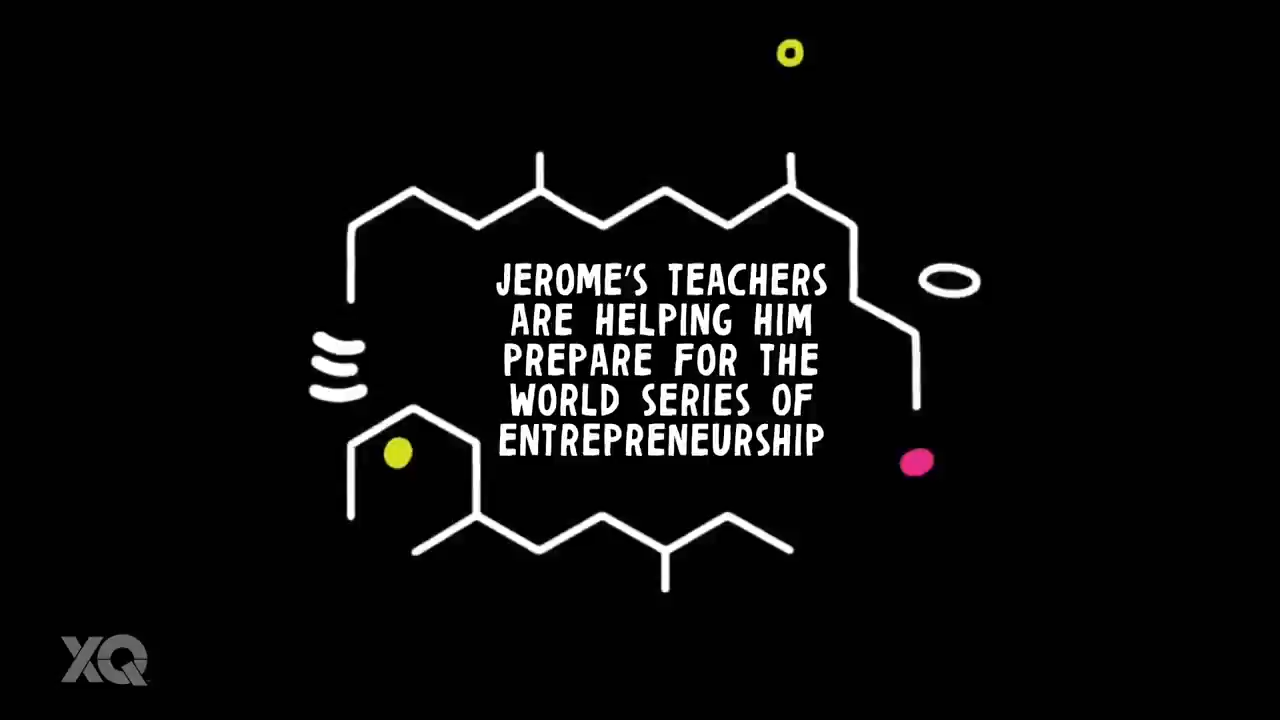 JEROME'S TEACHERS
ARE HELPING HIM
PREPARE FOR THE
WORLD SERIES OF
ENTREPRENEURSHIP
XQ